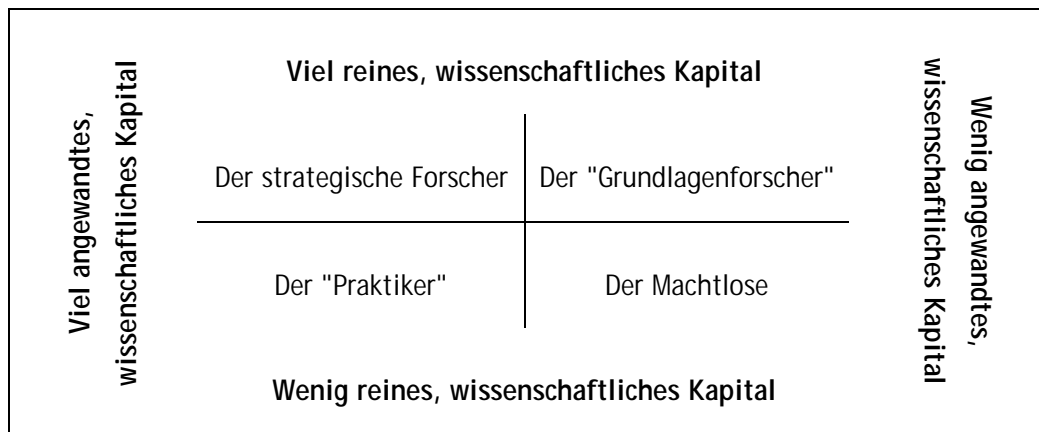 Viel reines, wissenschaftliches Kapital
Viel angewandtes,
wissenschaftliches Kapital
Der strategische Forscher
Der "Grundlagenforscher"
Der "Praktiker"
Der Machtlose
Wenig angewandtes,
wissenschaftliches Kapital
Wenig reines, wissenschaftliches Kapital